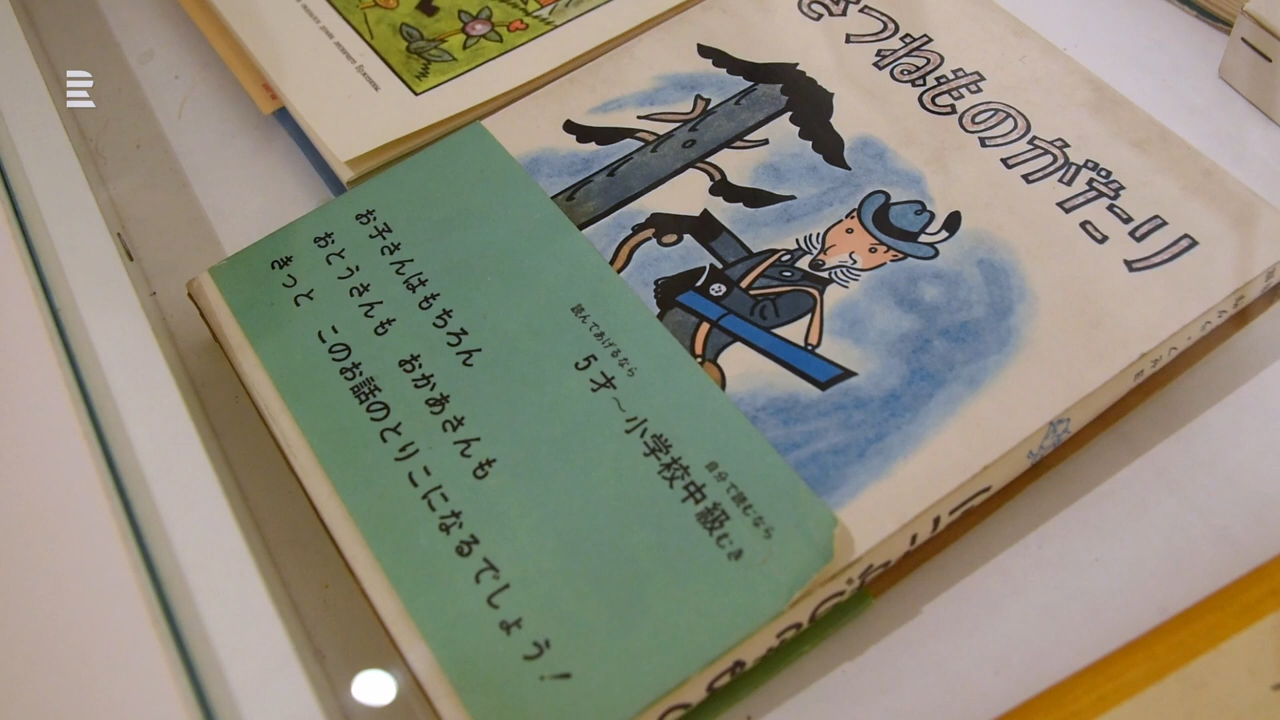 きつねものがたり
お子さんはもちろん
おとうさんも おかあさんも
きっと このお話のとりこになるでしょう！
読んであげるなら
5才～小学校中級むき
自分で読むなら